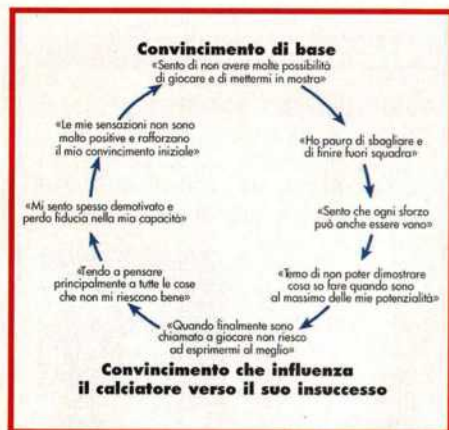 Convincimento di base
«Sento di non avere molte possibilità
di giocare e di mettermi in mostra»
«Ho paura di sbagliare e
di finire fuori squadra»
«Sento che ogni sforzo
può anche essere vano»
«Temo di non poter dimostrare
cosa so fare quando sono
al massimo delle mie potenzialità»
«Quando finalmente sono
chiamato a giocare non riesco
ad esprimermi al meglio»
«Tendo a pensare
principalmente a tutte le cose
che non mi riescono bene»
«Mi sento spesso demotivato e
perdo fiducia nella mia capacità»
«Le mie sensazioni non sono
molto positive e rafforzano
il mio convincimento iniziale»
Convincimento che influenza
il calciatore verso il suo insuccesso